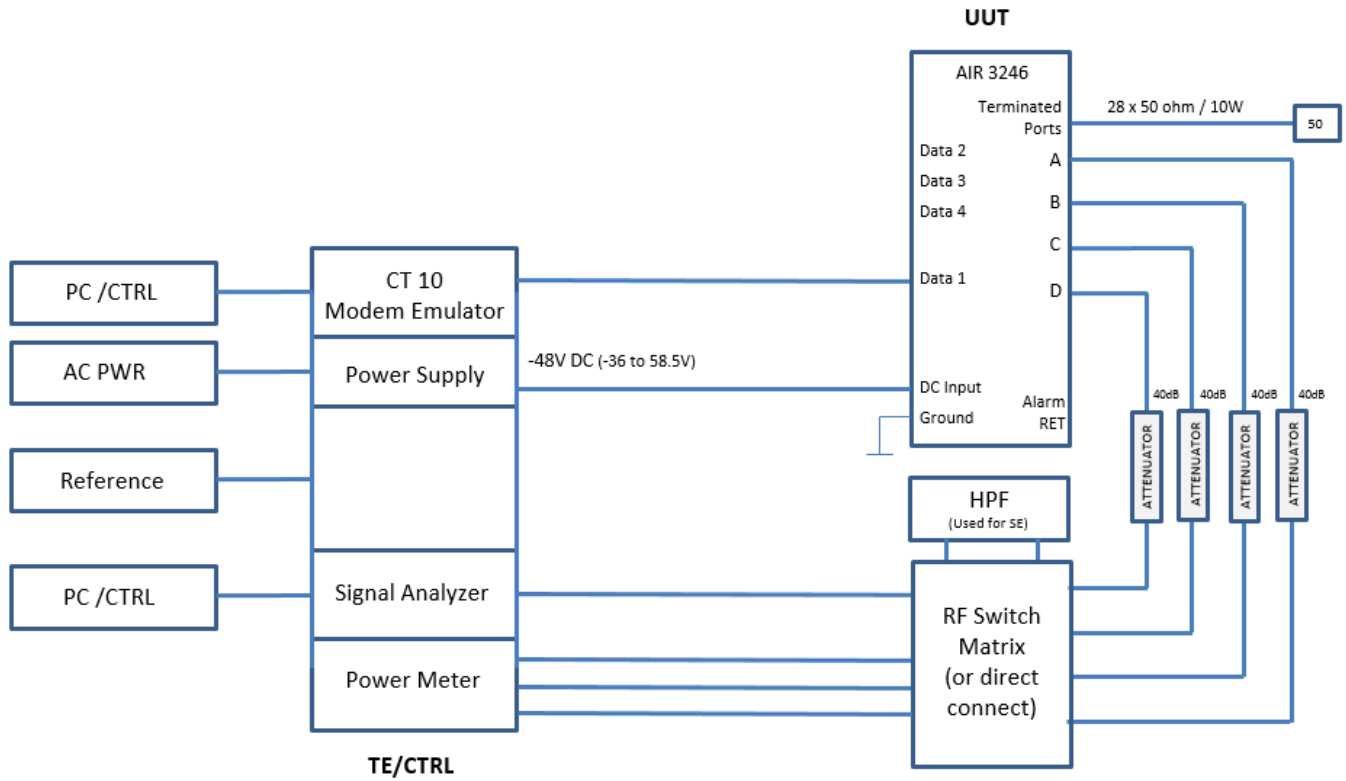 UUT
AIR 3246
Terminated
Ports
28 x 50 ohm / 10W
50
Data 2
Data 3
Data 4
Data 1
A
B
C
D
DC Input
Ground
Alarm
RET
PC /CTRL
AC PWR
Reference
PC /CTRL
CT 10
Modem Emulator
Power Supply
-48V DC (-36 to 58.5V)
Signal Analyzer
Power Meter
TE/CTRL
40dB
40dB
40dB
40dB
ATTENUATOR
ATTENUATOR
ATTENUATOR
ATTENUATOR
HPF
(Used for SE)
RF Switch
Matrix
(or direct
connect)